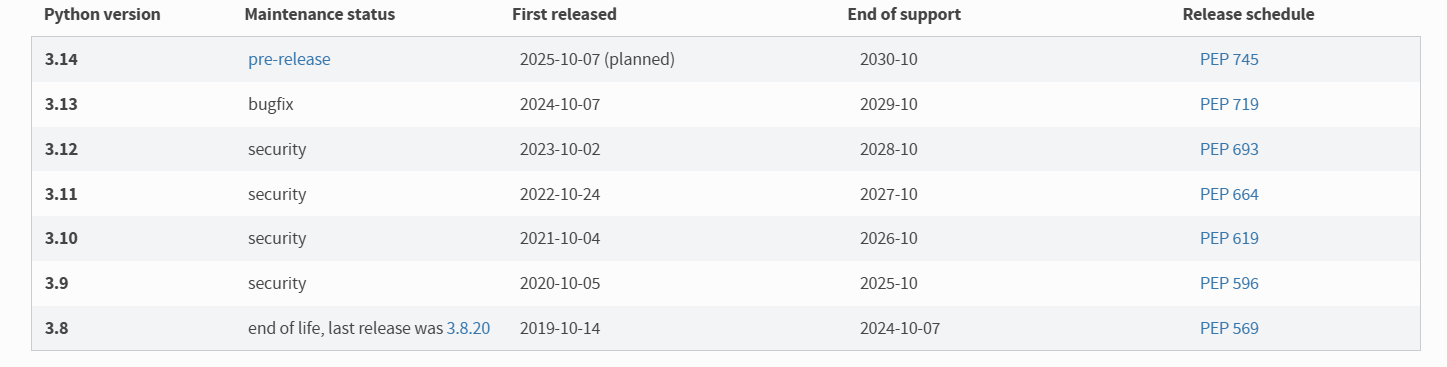 Python version Maintenance status First released End of support Release schedule
3.14 pre-release 2025-10-07 (planned) 2030-10 PEP 745
3.13 bugfix 2024-10-07 2029-10 PEP 719
3.12 security 2023-10-02 2028-10 PEP 693
3.11 security 2022-10-24 2027-10 PEP 664
3.10 security 2021-10-04 2026-10 PEP 619
3.9 security 2020-10-05 2025-10 PEP 596
3.8 end of life, last release was 3.8.20 2019-10-14 2024-10-07 PEP 569